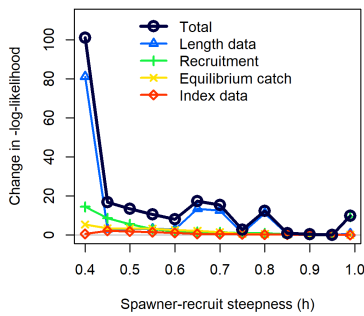 Total
Length data
Recruitment
Equilibrium catch
Index data
Change in -log-likelihood
100
80
60
40
20
0
0.4 0.5 0.6 0.7 0.8 0.9 1.0
Spawner-recruit steepness (h)